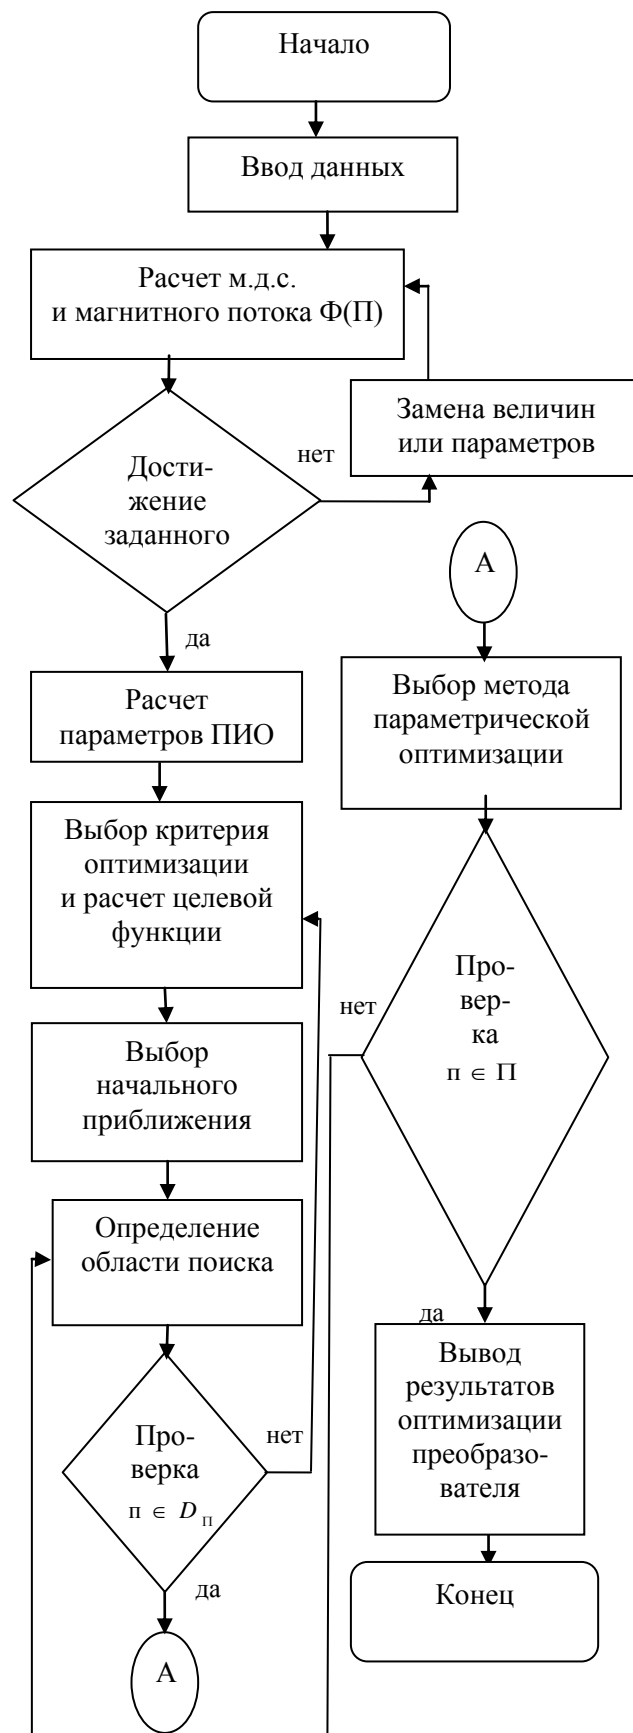 Начало
Ввод данных
Расчет м.д.с.
и магнитного потока Ф(П)
Замена величин
или параметров
нет
Дости-
жение
заданного
да
Расчет
параметров ПИО
Выбор критерия
оптимизации
и расчет целевой
функции
Выбор
начального
приближения
Определение
области поиска
Про-
верка
п ∈ D П
нет
да
А
А
Выбор метода
параметрической
оптимизации
Про-
вер-
ка
п ∈ П
нет
да
Вывод
результатов
оптимизации
преобразо-
вателя
Конец